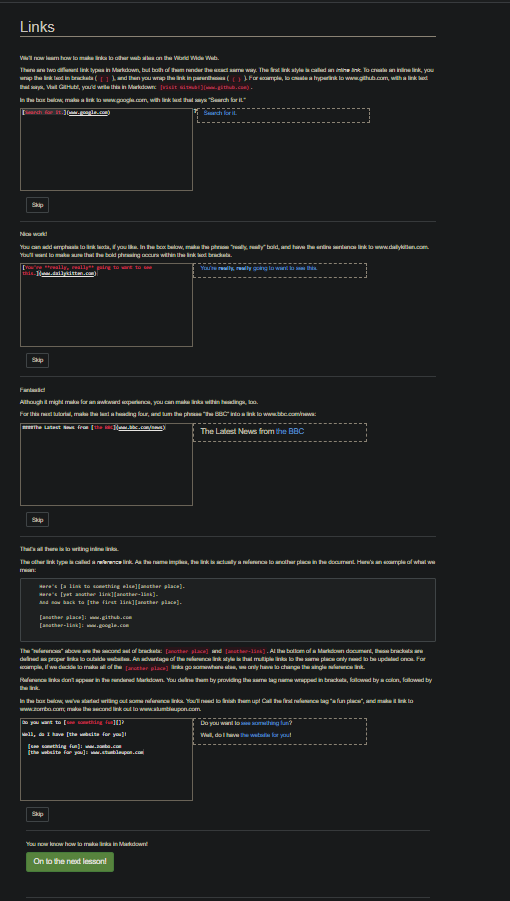 Links
We'll now learn how to make links to other web sites on the World Wide Web.
There are two different link types in Markdown, but both of them render the exact same way. The first link style is called an inline link. To create an inline link, you
wrap the link text in brackets ( [ ] ), and then you wrap the link in parentheses ( ( ) ). For example, to create a hyperlink to www.github.com, with a link text
that says, Visit GitHub!, you'd write this in Markdown: [Visit GitHub!](www.github.com).
In the box below, make a link to www.google.com, with link text that says "Search for it."
[Search for it.](www.google.com)
Search for it.
Skip
Nice work!
You can add emphasis to link texts, if you like. In the box below, make the phrase "really, really" bold, and have the entire sentence link to www.dailykitten.com.
You'll want to make sure that the bold phrasing occurs within the link text brackets.
[You're **really, really** going to want to see
this.](www.dailykitten.com)
You're really, really going to want to see this.
Skip
Fantastic!
Although it might make for an awkward experience, you can make links within headings, too.
For this next tutorial, make the text a heading four, and turn the phrase "the BBC" into a link to www.bbc.com/news:
####The Latest News from [the BBC](www.bbc.com/news)
The Latest News from the BBC
Skip
That's all there is to writing inline links.
The other link type is called a reference link. As the name implies, the link is actually a reference to another place in the document. Here's an example of what we
mean:
Here's [a link to something else][another place].
Here's [yet another link][another-link].
And now back to [the first link][another place].
[another place]: www.github.com
[another-link]: www.google.com
The "references" above are the second set of brackets: [another place] and [another-link]. At the bottom of a Markdown document, these brackets are
defined as proper links to outside websites. An advantage of the reference link style is that multiple links to the same place only need to be updated once. For
example, if we decide to make all of the [another place] links go somewhere else, we only have to change the single reference link.
Reference links don't appear in the rendered Markdown. You define them by providing the same tag name wrapped in brackets, followed by a colon, followed by
the link.
In the box below, we've started writing out some reference links. You'll need to finish them up! Call the first reference tag "a fun place", and make it link to
www.zombo.com; make the second link out to www.stumbleupon.com.
Do you want to [see something fun][]?
Well, do I have [the website for you]!
[see something fun]: www.zombo.com
[the website for you]: www.stumbleupon.com
Do you want to see something fun?
Well, do I have the website for you!
Skip
You now know how to make links in Markdown!
On to the next lesson!